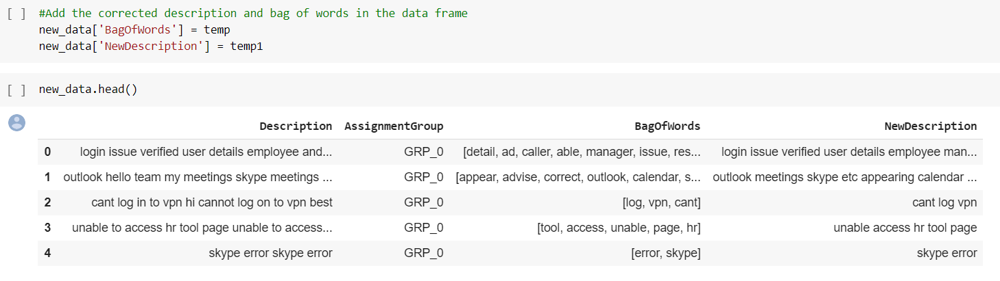 [ ] #Add the corrected description and bag of words in the data frame
new_data['BagOfWords'] = temp
new_data['NewDescription'] = temp1
[ ] new_data.head()
Description AssignmentGroup BagOfWords NewDescription
0 login issue verified user details employee and... GRP_0 [detail, ad, caller, able, manager, issue, res... login issue verified user details employee man...
1 outlook hello team my meetings skype meetings ... GRP_0 [appear, advise, correct, outlook, calendar, s... outlook meetings skype etc appearing calendar ...
2 cant log in to vpn hi cannot log on to vpn best GRP_0 [log, vpn, cant] cant log vpn
3 unable to access hr tool page unable to access... GRP_0 [tool, access, unable, page, hr] unable access hr tool page
4 skype error skype error GRP_0 [error, skype] skype error